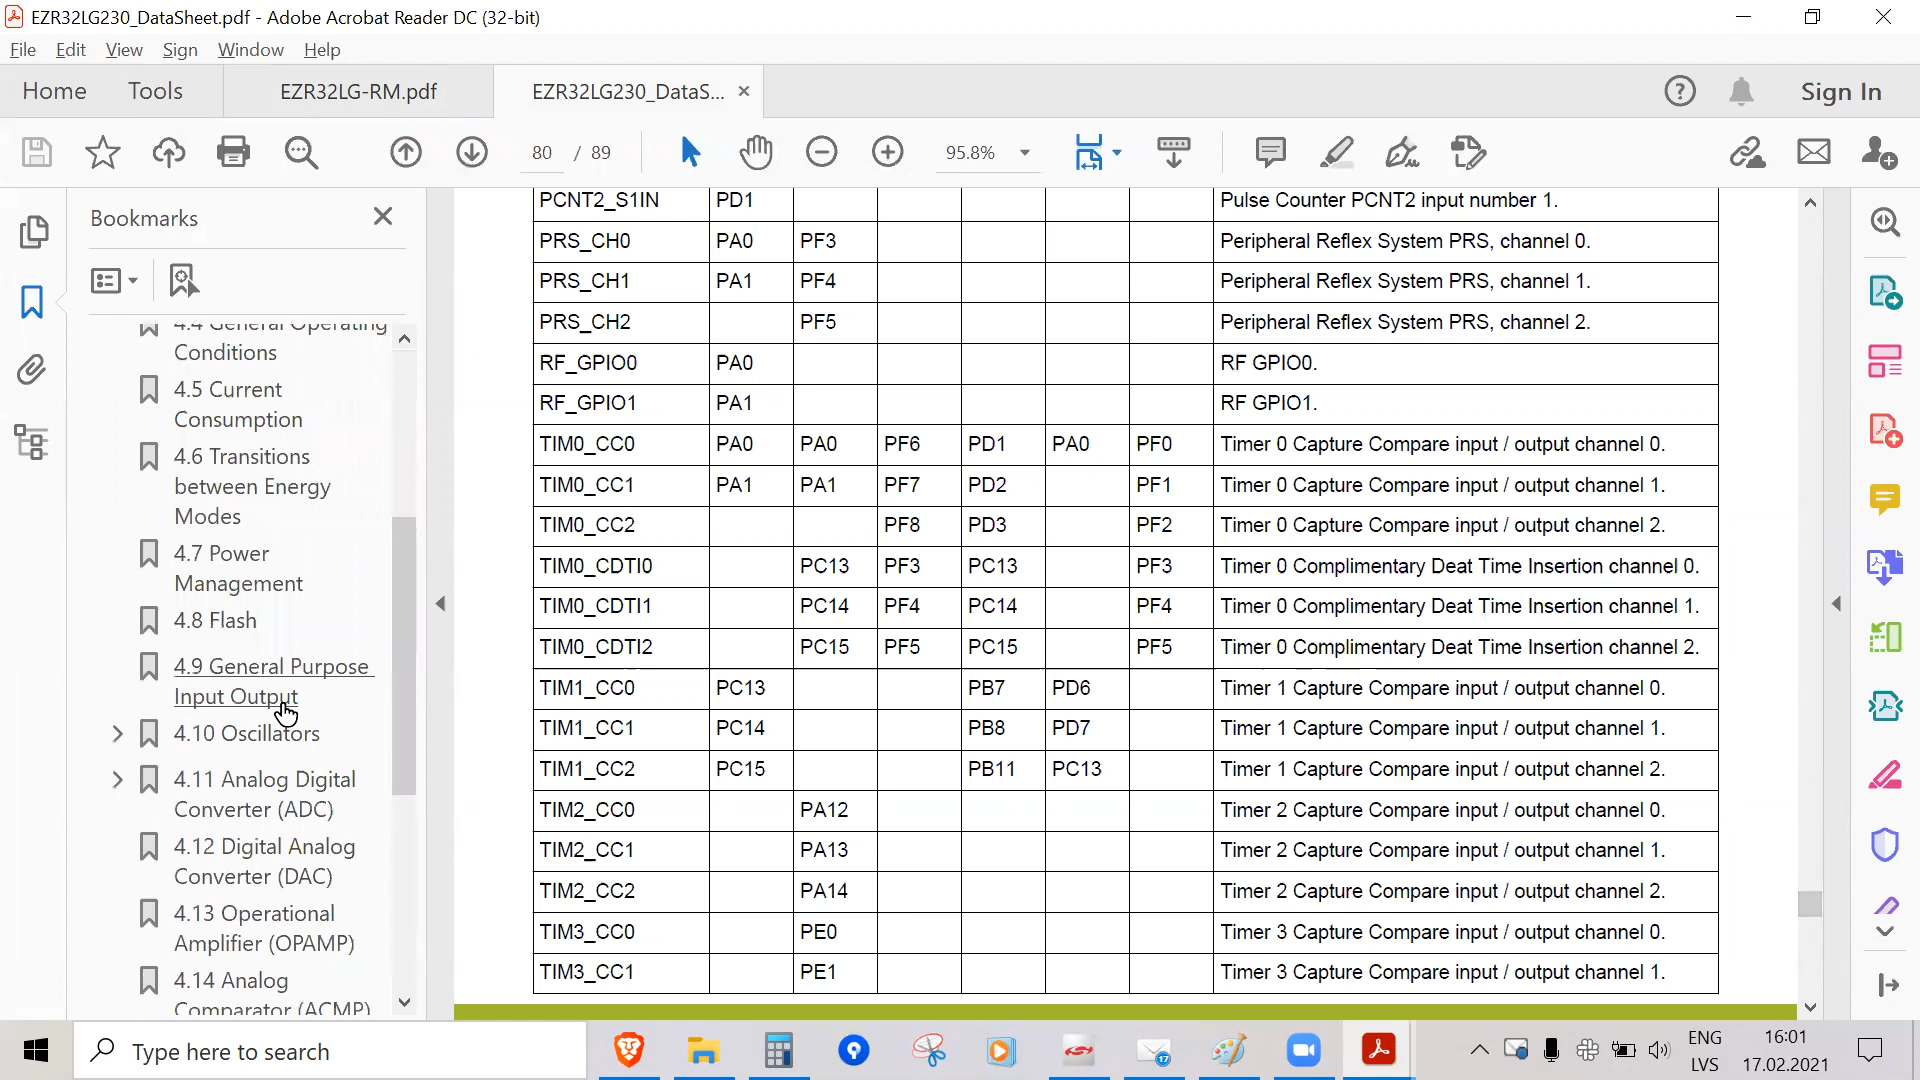 EZR32LG230_DataSheet.pdf - Adobe Acrobat Reader DC (32-bit)
File Edit View Sign Window Help
Home Tools EZR32LG-RM.pdf EZR32LG230_DataS... Sign In
80 / 89 95.8%
Bookmarks
4.4 General Operating
Conditions
4.5 Current
Consumption
4.6 Transitions
between Energy
Modes
4.7 Power
Management
4.8 Flash
4.9 General Purpose
Input Output
4.10 Oscillators
4.11 Analog Digital
Converter (ADC)
4.12 Digital Analog
Converter (DAC)
4.13 Operational
Amplifier (OPAMP)
4.14 Analog
Comparator (ACMP)
PCNT2_S1IN PD1 Pulse Counter PCNT2 input number 1.
PRS_CH0 PA0 PF3 Peripheral Reflex System PRS, channel 0.
PRS_CH1 PA1 PF4 Peripheral Reflex System PRS, channel 1.
PRS_CH2 PF5 Peripheral Reflex System PRS, channel 2.
RF_GPIO0 PA0 RF GPIO0.
RF_GPIO1 PA1 RF GPIO1.
TIM0_CC0 PA0 PA0 PF6 PD1 PA0 PF0 Timer 0 Capture Compare input / output channel 0.
TIM0_CC1 PA1 PA1 PF7 PD2 PF1 Timer 0 Capture Compare input / output channel 1.
TIM0_CC2 PF8 PD3 PF2 Timer 0 Capture Compare input / output channel 2.
TIM0_CDTI0 PC13 PF3 PC13 PF3 Timer 0 Complimentary Deat Time Insertion channel 0.
TIM0_CDTI1 PC14 PF4 PC14 PF4 Timer 0 Complimentary Deat Time Insertion channel 1.
TIM0_CDTI2 PC15 PF5 PC15 PF5 Timer 0 Complimentary Deat Time Insertion channel 2.
TIM1_CC0 PC13 PB7 PD6 Timer 1 Capture Compare input / output channel 0.
TIM1_CC1 PC14 PB8 PD7 Timer 1 Capture Compare input / output channel 1.
TIM1_CC2 PC15 PB11 PC13 Timer 1 Capture Compare input / output channel 2.
TIM2_CC0 PA12 Timer 2 Capture Compare input / output channel 0.
TIM2_CC1 PA13 Timer 2 Capture Compare input / output channel 1.
TIM2_CC2 PA14 Timer 2 Capture Compare input / output channel 2.
TIM3_CC0 PE0 Timer 3 Capture Compare input / output channel 0.
TIM3_CC1 PE1 Timer 3 Capture Compare input / output channel 1.
Type here to search
17
ENG
LVS
16:01
17.02.2021